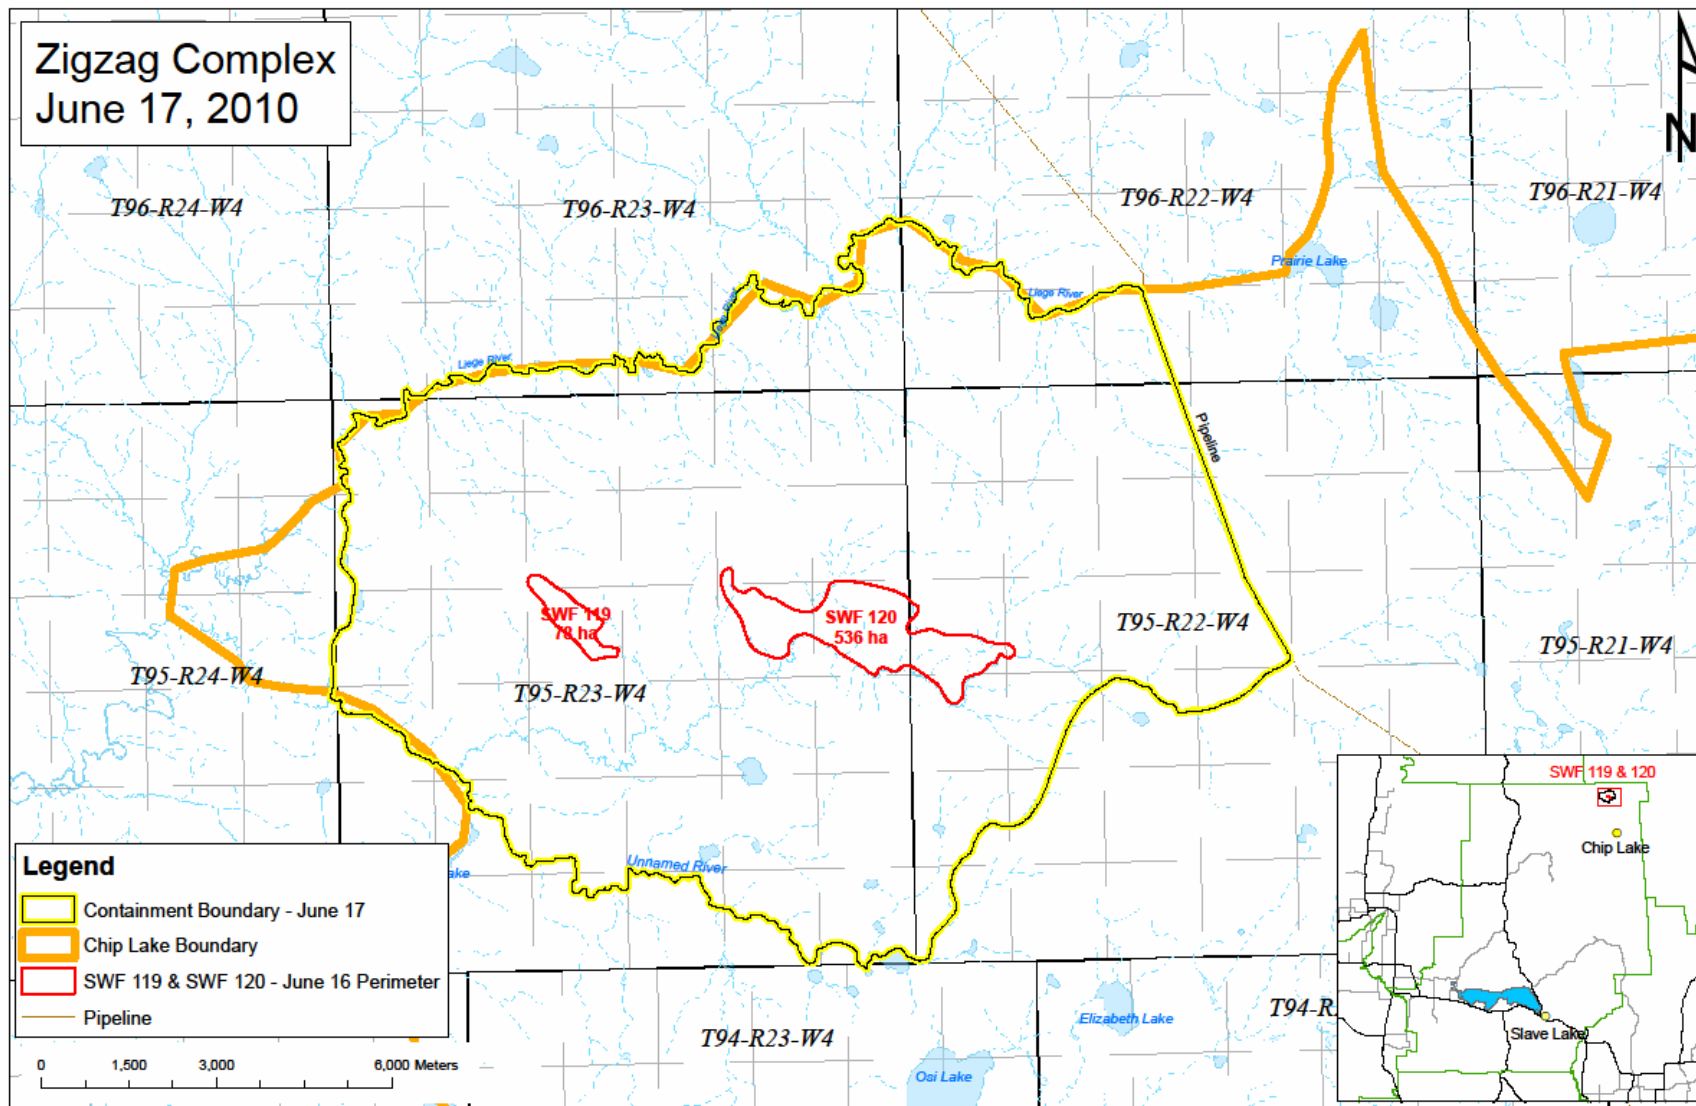 Zigzag Complex
June 17, 2010
N
T96-R24-W4
T96-R23-W4
T96-R22-W4
T96-R21-W4
Prairie Lake
Liege River
Liege River
Pipeline
SWF 119
78 ha
SWF 120
536 ha
T95-R24-W4
T95-R23-W4
T95-R22-W4
T95-R21-W4
Unnamed River
ake
T94-R23-W4
T94-R
Elizabeth Lake
Osi Lake
Legend
Containment Boundary - June 17
Chip Lake Boundary
SWF 119 & SWF 120 - June 16 Perimeter
Pipeline
0 1,500 3,000 6,000 Meters
SWF 119 & 120
Chip Lake
Slave Lake